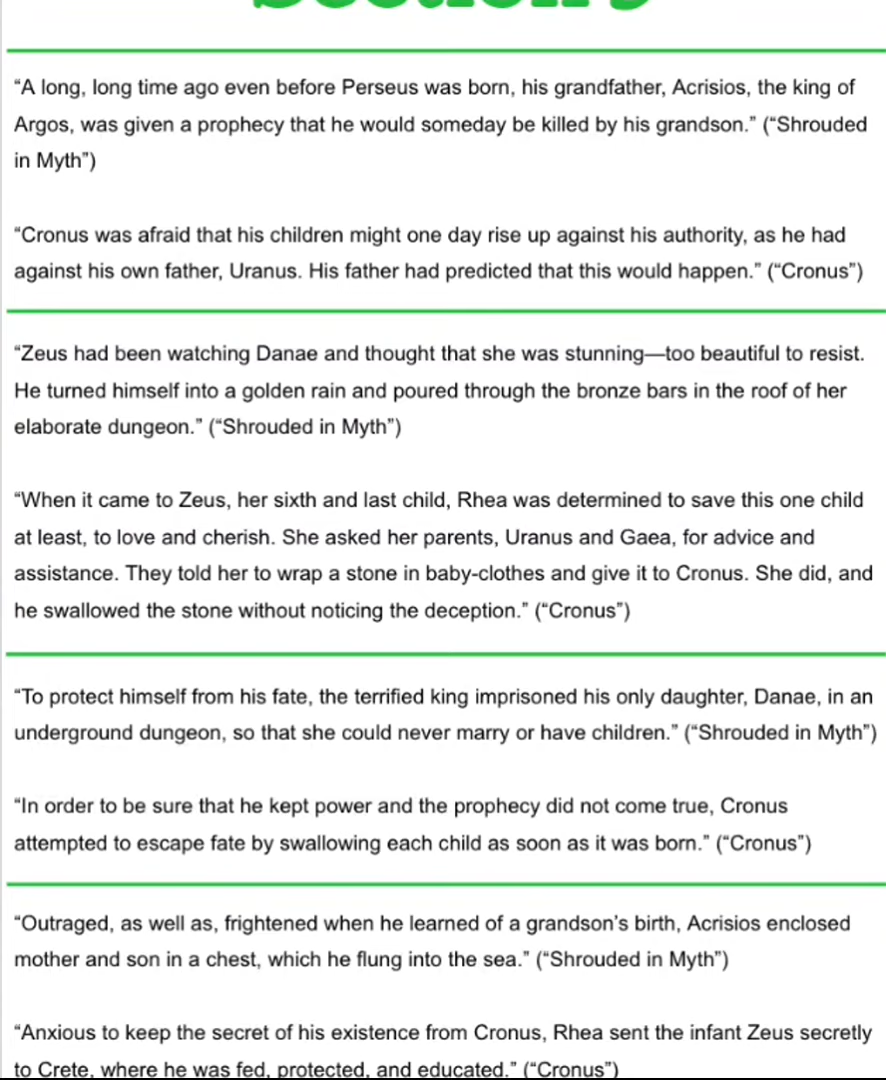 “A long, long time ago even before Perseus was born, his grandfather, Acrisios, the king of
Argos, was given a prophecy that he would someday be killed by his grandson.” (“Shrouded
in Myth”)
“Cronus was afraid that his children might one day rise up against his authority, as he had
against his own father, Uranus. His father had predicted that this would happen.” (“Cronus”)
“Zeus had been watching Danae and thought that she was stunning—too beautiful to resist.
He turned himself into a golden rain and poured through the bronze bars in the roof of her
elaborate dungeon.” (“Shrouded in Myth”)
“When it came to Zeus, her sixth and last child, Rhea was determined to save this one child
at least, to love and cherish. She asked her parents, Uranus and Gaea, for advice and
assistance. They told her to wrap a stone in baby-clothes and give it to Cronus. She did, and
he swallowed the stone without noticing the deception.” (“Cronus”)
“To protect himself from his fate, the terrified king imprisoned his only daughter, Danae, in an
underground dungeon, so that she could never marry or have children.” (“Shrouded in Myth”)
“In order to be sure that he kept power and the prophecy did not come true, Cronus
attempted to escape fate by swallowing each child as soon as it was born.” (“Cronus”)
“Outraged, as well as, frightened when he learned of a grandson’s birth, Acrisios enclosed
mother and son in a chest, which he flung into the sea.” (“Shrouded in Myth”)
“Anxious to keep the secret of his existence from Cronus, Rhea sent the infant Zeus secretly
to Crete, where he was fed, protected, and educated.” (“Cronus”)